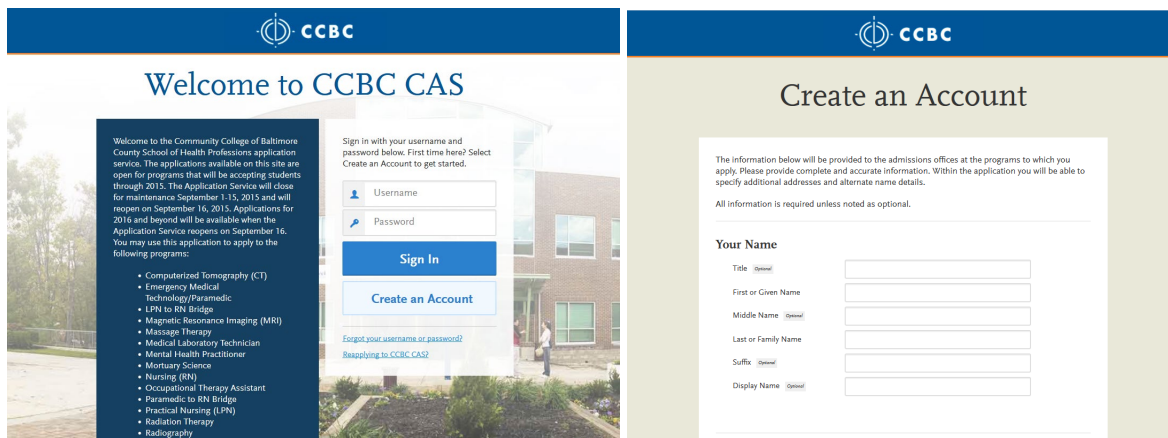 CCBC
Welcome to CCBC CAS
Welcome to the Community College of Baltimore
County School of Health Professions application
service. The applications available on this site are
open for programs that will be accepting students
through 2015. The Application Service will close
for maintenance September 1-15, 2015 and will
reopen on September 16, 2015. Applications for
2016 and beyond will be available when the
Application Service reopens on September 16.
You may use this application to apply to the
following programs:
• Computerized Tomography (CT)
• Emergency Medical
Technology/Paramedic
• LPN to RN Bridge
• Magnetic Resonance Imaging (MRI)
• Massage Therapy
• Medical Laboratory Technician
• Mental Health Practitioner
• Mortuary Science
• Nursing (RN)
• Occupational Therapy Assistant
• Paramedic to RN Bridge
• Practical Nursing (LPN)
• Radiation Therapy
• Radiography
Sign in with your username and
password below. First time here? Select
Create an Account to get started.
Username
Password
Sign In
Create an Account
Forgot your username or password?
Reapplying to CCBC CAS?
CCBC
Create an Account
The information below will be provided to the admissions offices at the programs to which you
apply. Please provide complete and accurate information. Within the application you will be able to
specify additional addresses and alternate name details.
All information is required unless noted as optional.
Your Name
Title Optional
First or Given Name
Middle Name Optional
Last or Family Name
Suffix Optional
Display Name Optional